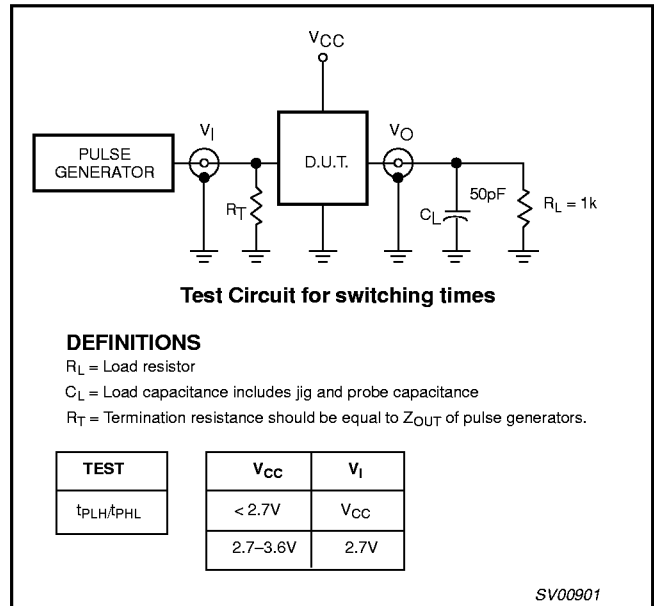 VCC
VI
VO
PULSE
GENERATOR
D.U.T.
RT
50pF
CL
RL = 1k
Test Circuit for switching times
DEFINITIONS
RL = Load resistor
CL = Load capacitance includes jig and probe capacitance
RT = Termination resistance should be equal to ZOUT of pulse generators.
TEST
tPLH/tPHL
VCC VI
< 2.7V VCC
2.7–3.6V 2.7V
SV00901